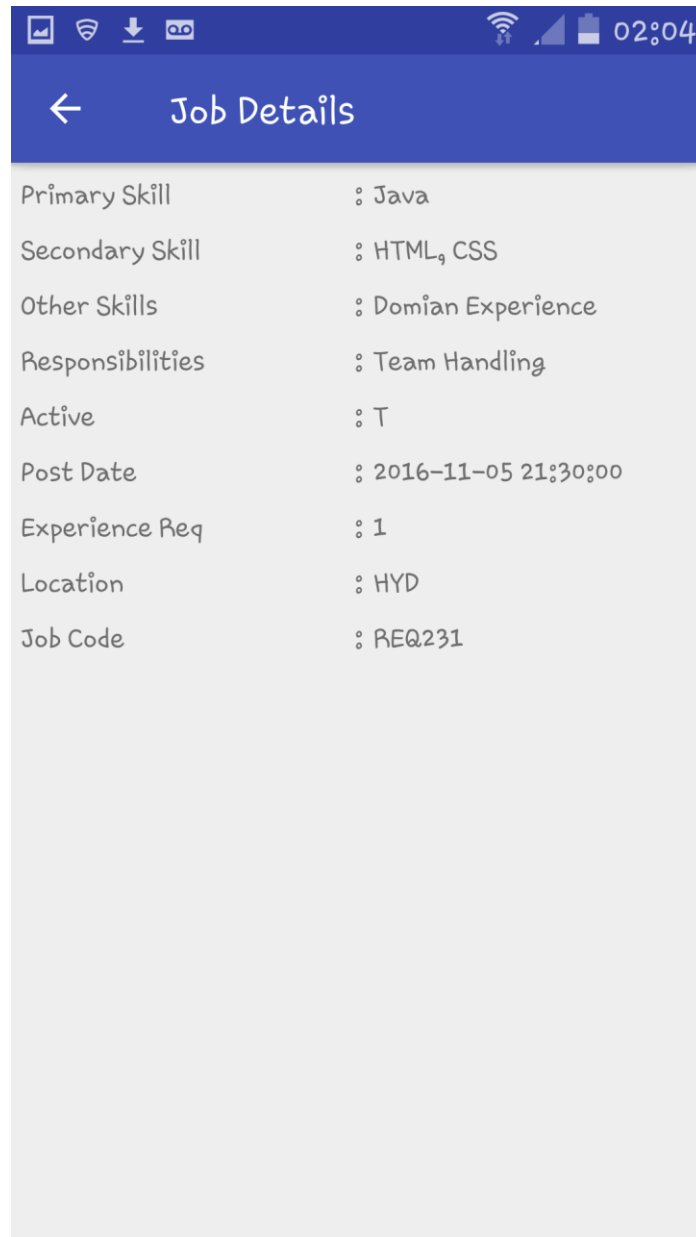 02:04
Job Details
Primary Skill : Java
Secondary Skill : HTML, CSS
Other Skills : Domian Experience
Responsibilities : Team Handling
Active : T
Post Date : 2016-11-05 21:30:00
Experience Req : 1
Location : HYD
Job Code : REQ231